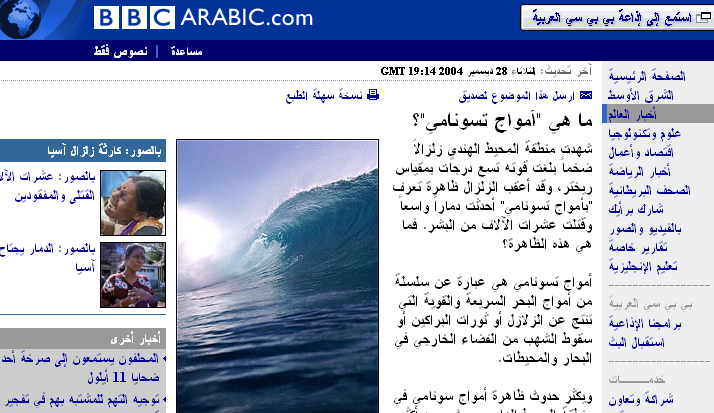 BBC ARABIC.com
استمع إلى إذاعة بي بي سي العربية
مساعدة | نصوص فقط
آخر تحديث: الثلاثاء 28 ديسمبر 2004 19:14 GMT
ارسل هذا الموضوع لصديق
نسخة سهلة الطبع
ما هي "أمواج تسونامي"؟
شهدت منطقة المحيط الهندي زلزالا
ضخماً بلغت قوته تسع درجات بمقياس
ريختر، وقد أعقب الزلزال ظاهرة تعرف
"بأمواج تسونامي" أحدثت دماراً واسعاً
وقتلت عشرات الآلاف من البشر. فما
هي هذه الظاهرة؟
أمواج تسونامي هي عبارة عن سلسلة
من أمواج البحر السريعة والقوية التي
تنتج عن الزلازل أو ثورات البراكين أو
سقوط الشهب من الفضاء الخارجي في
البحار والمحيطات.
ويكثر حدوث ظاهرة أمواج سونامي في
الصفحة الرئيسية
الشرق الأوسط
أخبار العالم
علوم وتكنولوجيا
اقتصاد وأعمال
أخبار الرياضة
الصحف البريطانية
شارك برأيك
بالفيديو والصور
تقارير خاصة
تعليم الإنجليزية
بي بي سي العربية
برامجنا الإذاعية
استقبال البث
خدمـــــات
شراكة وتعاون
بالصور: كارثة زلزال آسيا
بالصور: عشرات الآلا
القتلى والمفقودين
بالصور: الدمار يجتاح
آسيا
أخبار أخرى
المحلفون يستمعون إلى صرخة أحد
ضحايا 11 أيلول
توجيه التهم للمشتبه بهم في تفجير